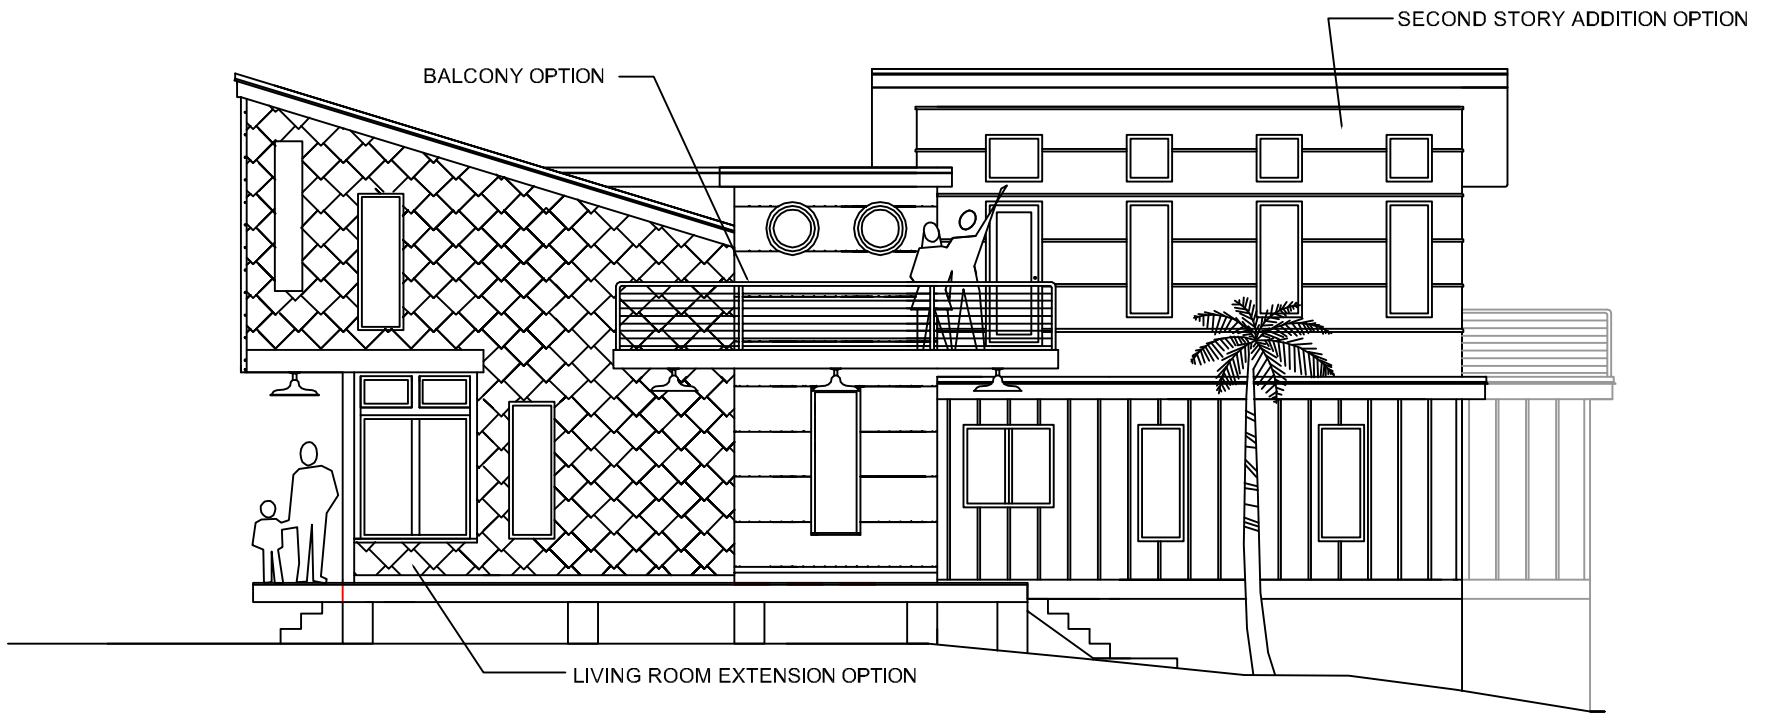 SECOND STORY ADDITION OPTION
BALCONY OPTION
LIVING ROOM EXTENSION OPTION